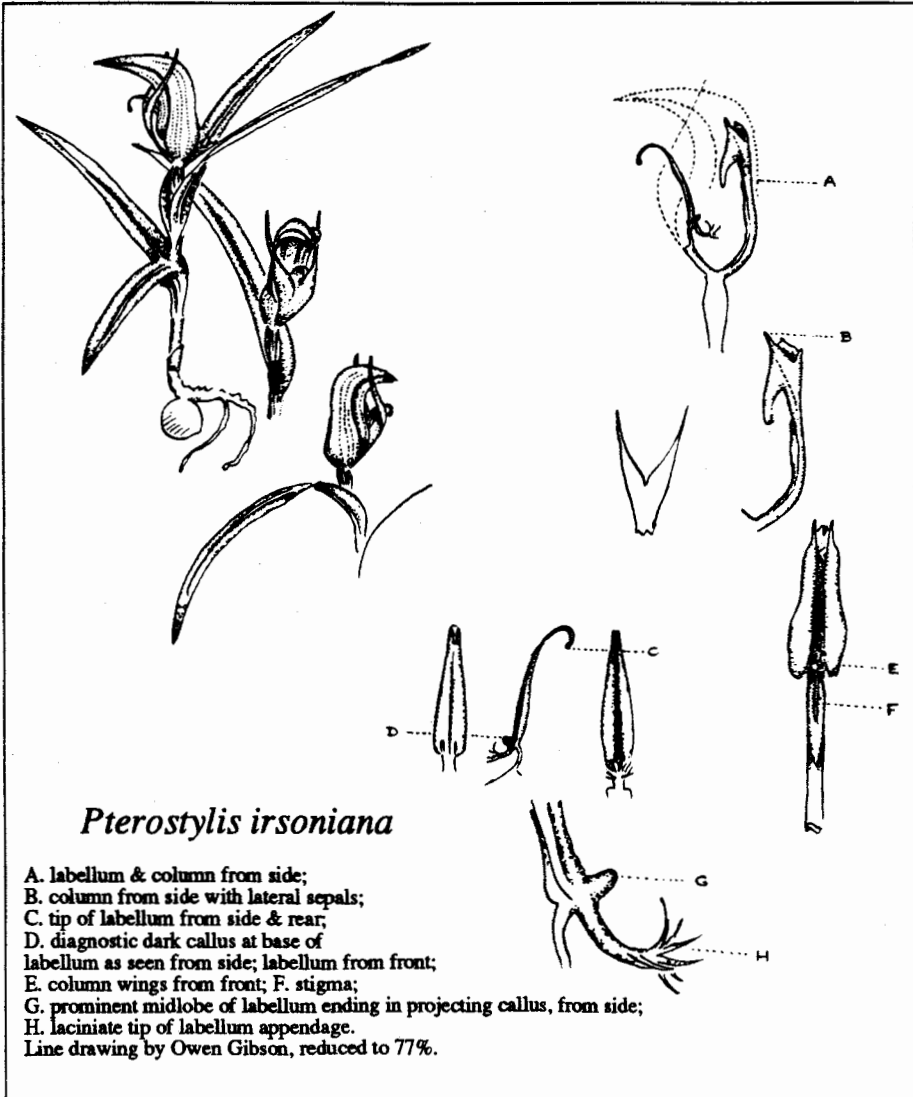 A
B
C
D
E
F
G
H
Pterostylis irsoniana
A. labellum & column from side;
B. column from side with lateral sepals;
C. tip of labellum from side & rear;
D. diagnostic dark callus at base of
labellum as seen from side; labellum from front;
E. column wings from front; F. stigma;
G. prominent midlobe of labellum ending in projecting callus, from side;
H. laciniate tip of labellum appendage.
Line drawing by Owen Gibson, reduced to 77%.